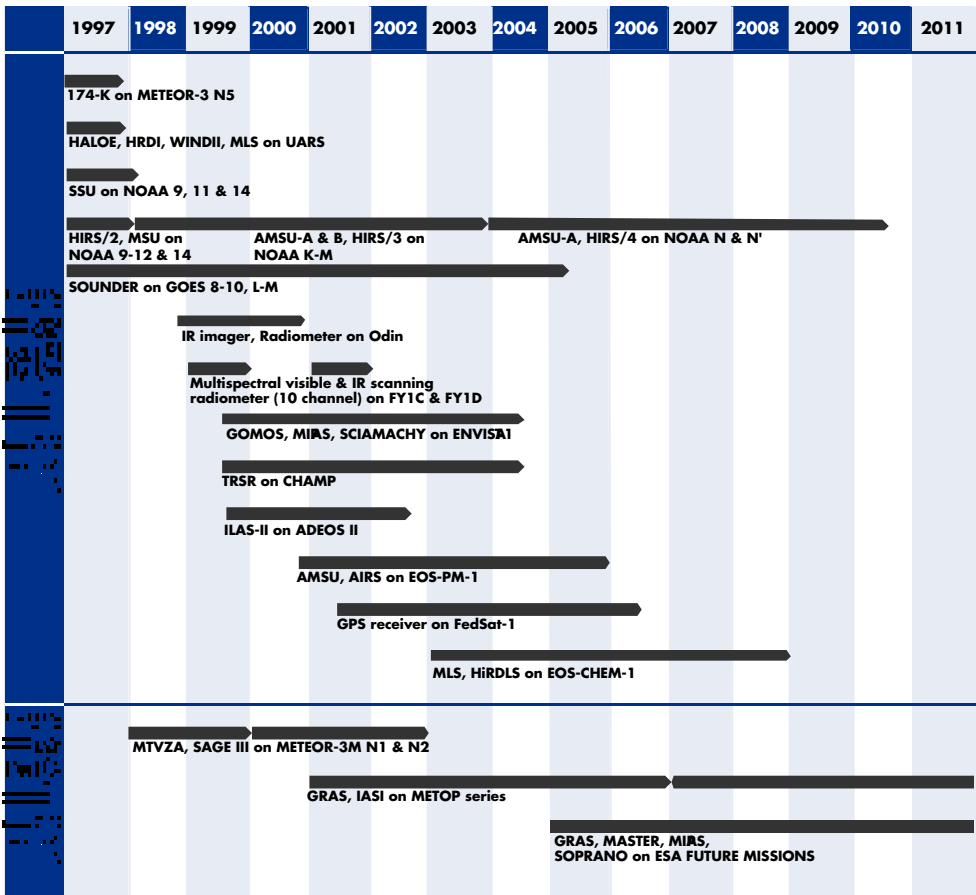 1997 1998 1999 2000 2001 2002 2003 2004 2005 2006 2007 2008 2009 2010 2011
174-K on METEOR-3 N5
HALOE, HRDI, WINDII, MLS on UARS
SSU on NOAA 9, 11 & 14
HIRS/2, MSU on
NOAA 9-12 & 14
AMSU-A & B, HIRS/3 on
NOAA K-M
AMSU-A, HIRS/4 on NOAA N & N'
SOUNDER on GOES 8-10, L-M
IR imager, Radiometer on Odin
Multispectral visible & IR scanning
radiometer (10 channel) on FY1C & FY1D
GOMOS, MIPAS, SCIAMACHY on ENVISAT1
TRSR on CHAMP
ILAS-II on ADEOS II
AMSU, AIRS on EOS-PM-1
GPS receiver on FedSat-1
MLS, HiRDLS on EOS-CHEM-1
MTVZA, SAGE III on METEOR-3M N1 & N2
GRAS, IASI on METOP series
GRAS, MASTER, MIPAS,
SOPRANO on ESA FUTURE MISSIONS